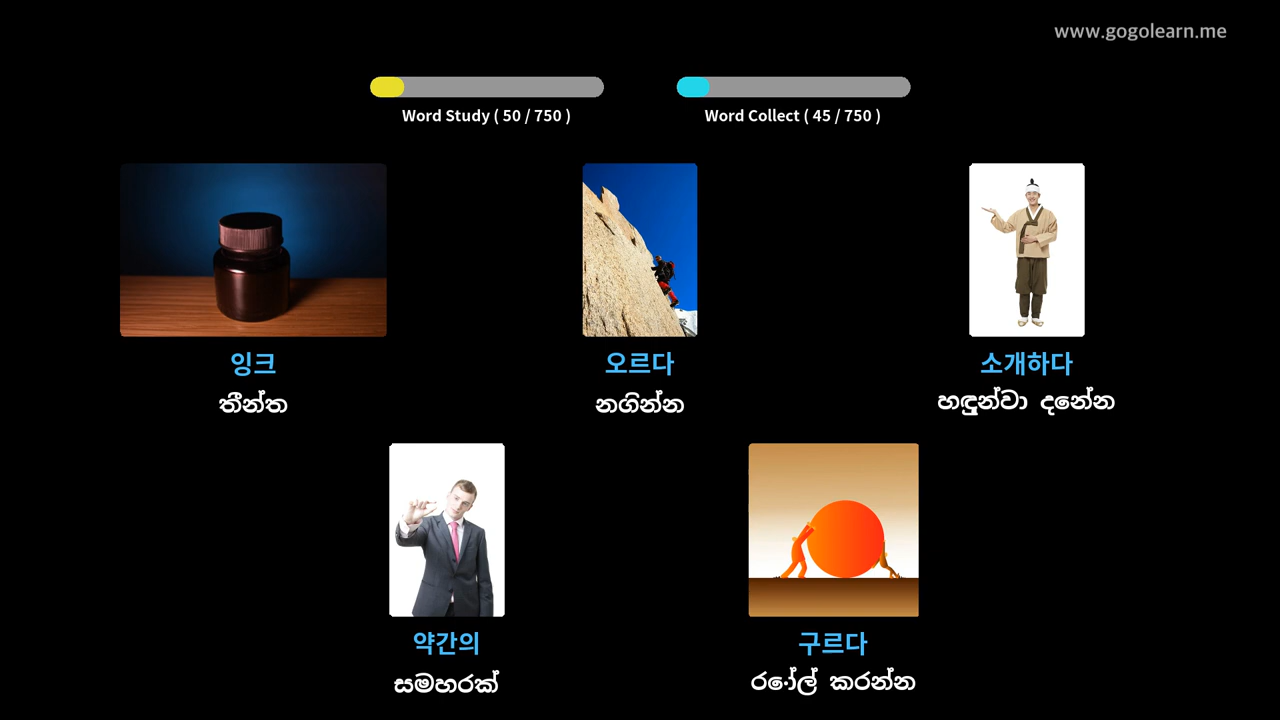 www.gogolearn.me
Word Study ( 50 / 750 )
Word Collect ( 45 / 750 )
잉크
තීන්ත
오르다
නගින්න
소개하다
හඳුන්වා දෙන්න
약간의
සමහරක්
구르다
රෝල් කරන්න